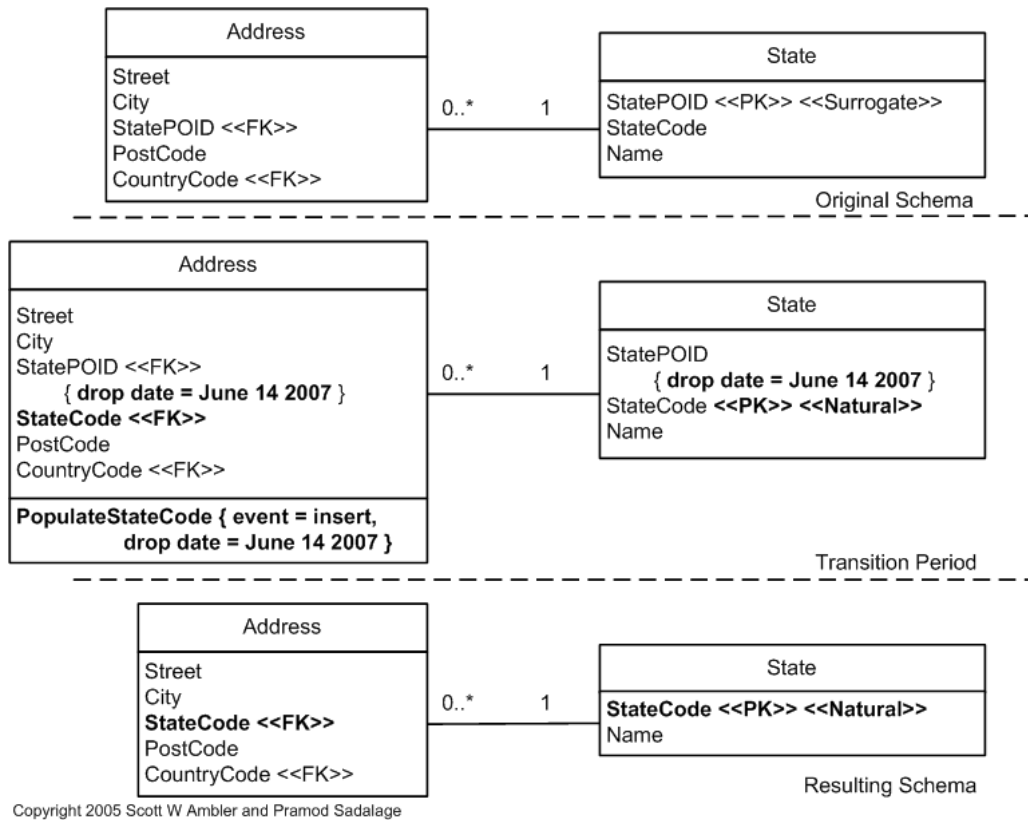 Address
Street
City
StatePOID <<FK>>
PostCode
CountryCode <<FK>>
0..*
1
State
StatePOID <<PK>> <<Surrogate>>
StateCode
Name
Original Schema
Address
Street
City
StatePOID <<FK>>
{ drop date = June 14 2007 }
StateCode <<FK>>
PostCode
CountryCode <<FK>>
PopulateStateCode { event = insert,
drop date = June 14 2007 }
0..*
1
State
StatePOID
{ drop date = June 14 2007 }
StateCode <<PK>> <<Natural>>
Name
Transition Period
Address
Street
City
StateCode <<FK>>
PostCode
CountryCode <<FK>>
0..*
1
State
StateCode <<PK>> <<Natural>>
Name
Resulting Schema
Copyright 2005 Scott W Ambler and Pramod Sadalage